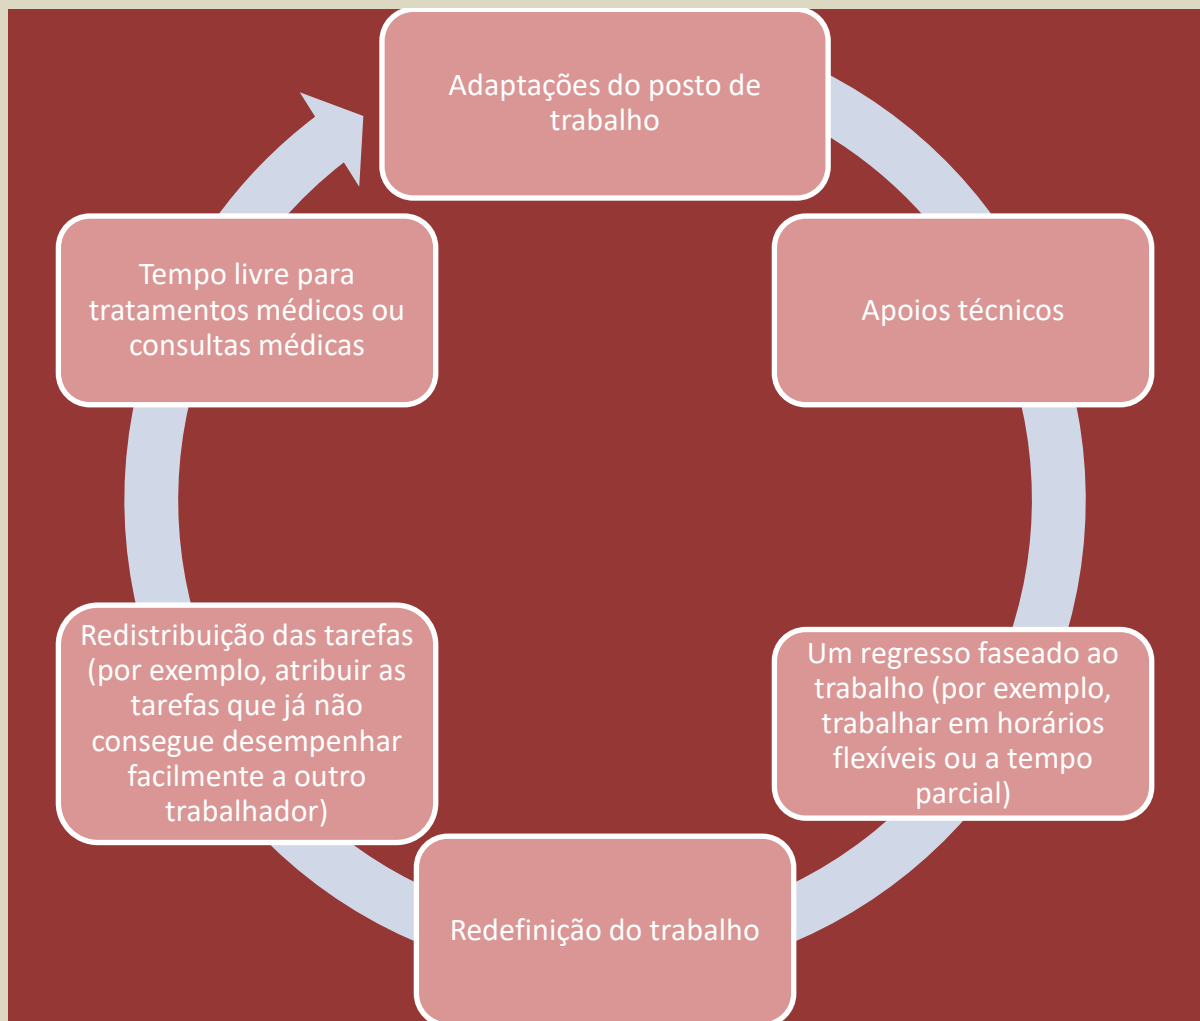 Adaptações do posto de
trabalho
Apoios técnicos
Um regresso faseado ao
trabalho (por exemplo,
trabalhar em horários
flexíveis ou a tempo
parcial)
Redefinição do trabalho
Redistribuição das tarefas
(por exemplo, atribuir as
tarefas que já não
consegue desempenhar
facilmente a outro
trabalhador)
Tempo livre para
tratamentos médicos ou
consultas médicas